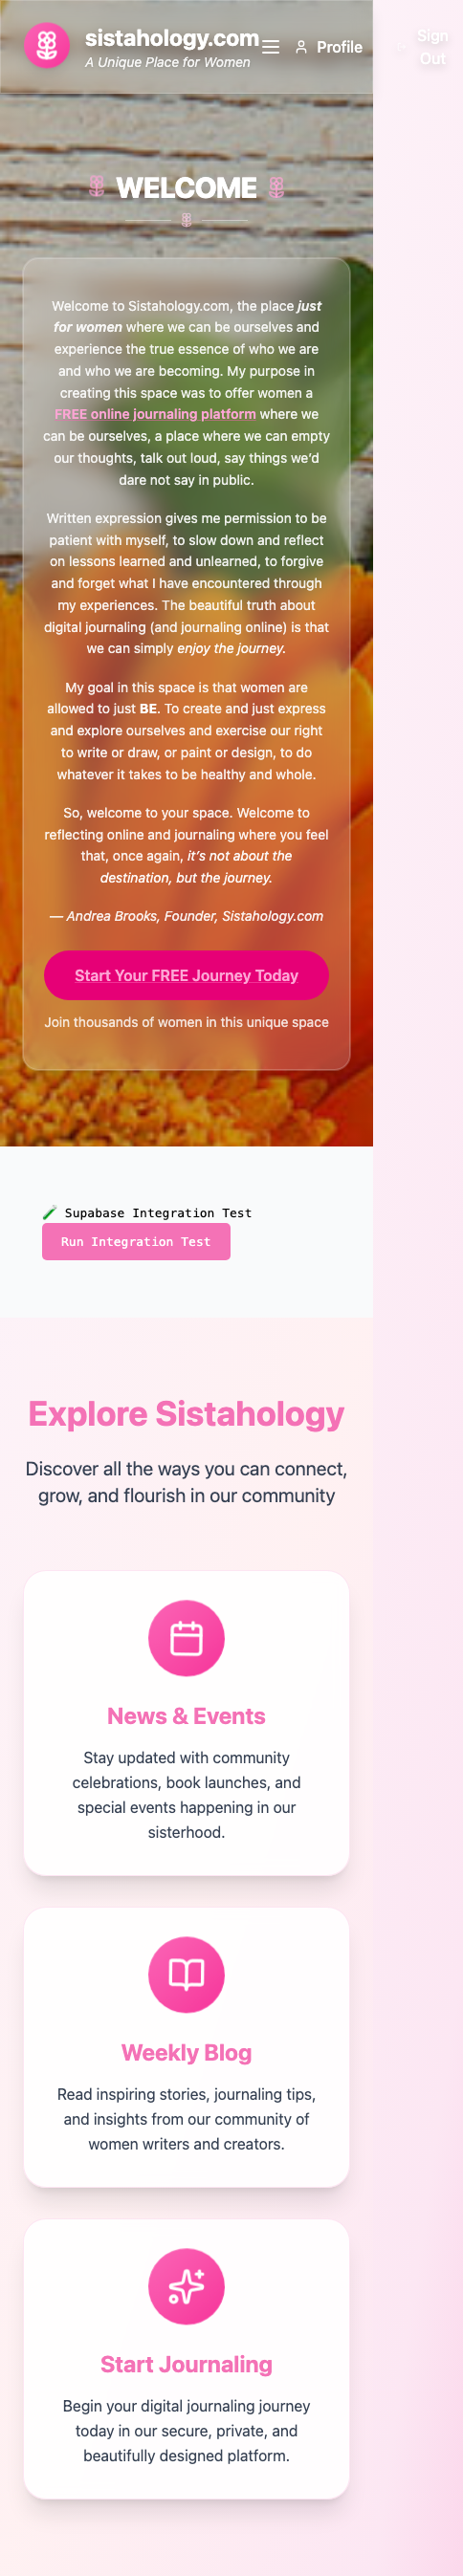 sistahology.com
A Unique Place for Women
Profile
Sign
Out
WELCOME
Welcome to Sistahology.com, the place just
for women where we can be ourselves and
experience the true essence of who we are
and who we are becoming. My purpose in
creating this space was to offer women a
FREE online journaling platform where we
can be ourselves, a place where we can empty
our thoughts, talk out loud, say things we’d
dare not say in public.
Written expression gives me permission to be
patient with myself, to slow down and reflect
on lessons learned and unlearned, to forgive
and forget what I have encountered through
my experiences. The beautiful truth about
digital journaling (and journaling online) is that
we can simply enjoy the journey.
My goal in this space is that women are
allowed to just BE. To create and just express
and explore ourselves and exercise our right
to write or draw, or paint or design, to do
whatever it takes to be healthy and whole.
So, welcome to your space. Welcome to
reflecting online and journaling where you feel
that, once again, it’s not about the
destination, but the journey.
— Andrea Brooks, Founder, Sistahology.com
Start Your FREE Journey Today
Join thousands of women in this unique space
🧪 Supabase Integration Test
Run Integration Test
Explore Sistahology
Discover all the ways you can connect,
grow, and flourish in our community
News & Events
Stay updated with community
celebrations, book launches, and
special events happening in our
sisterhood.
Weekly Blog
Read inspiring stories, journaling tips,
and insights from our community of
women writers and creators.
Start Journaling
Begin your digital journaling journey
today in our secure, private, and
beautifully designed platform.